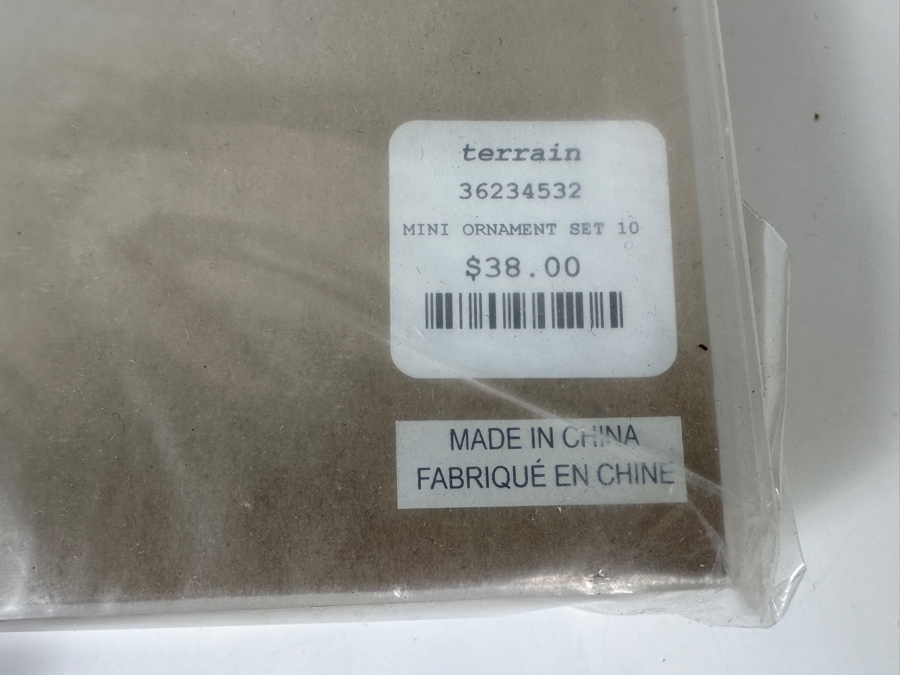 terrain
36234532
MINI ORNAMENT SET 10
$38.00
MADE IN CHINA
FABRIQUÉ EN CHINE